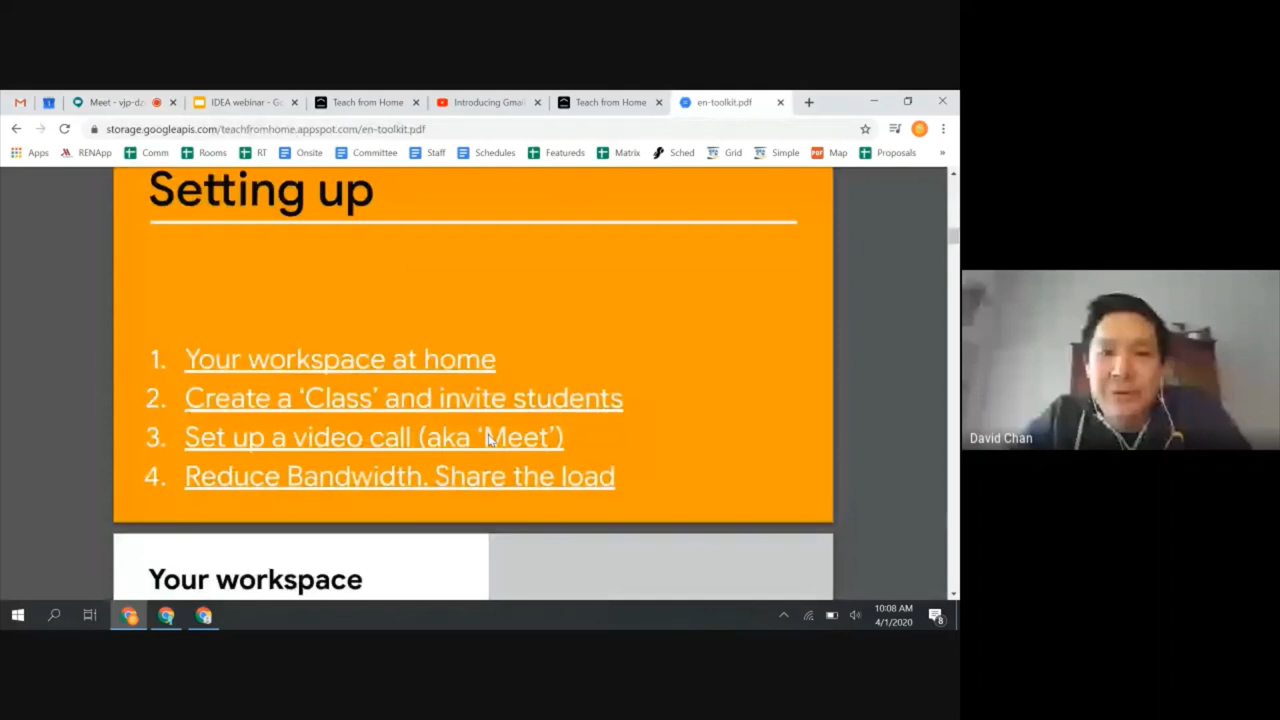 Meet - vjp-dz
IDEA webinar - Go
Teach from Home
Introducing Gmai
Teach from Home
en-toolkit.pdf
storage.googleapis.com/teachfromhome.appspot.com/en-toolkit.pdf
Apps RENApp Comm Rooms RT Onsite Committee Staff Schedules Featureds Matrix Sched Grid Simple Map Proposals »
Setting up
1. Your workspace at home
2. Create a ‘Class’ and invite students
3. Set up a video call (aka ‘Meet’)
4. Reduce Bandwidth. Share the load
Your workspace
David Chan
10:08 AM
4/1/2020
8